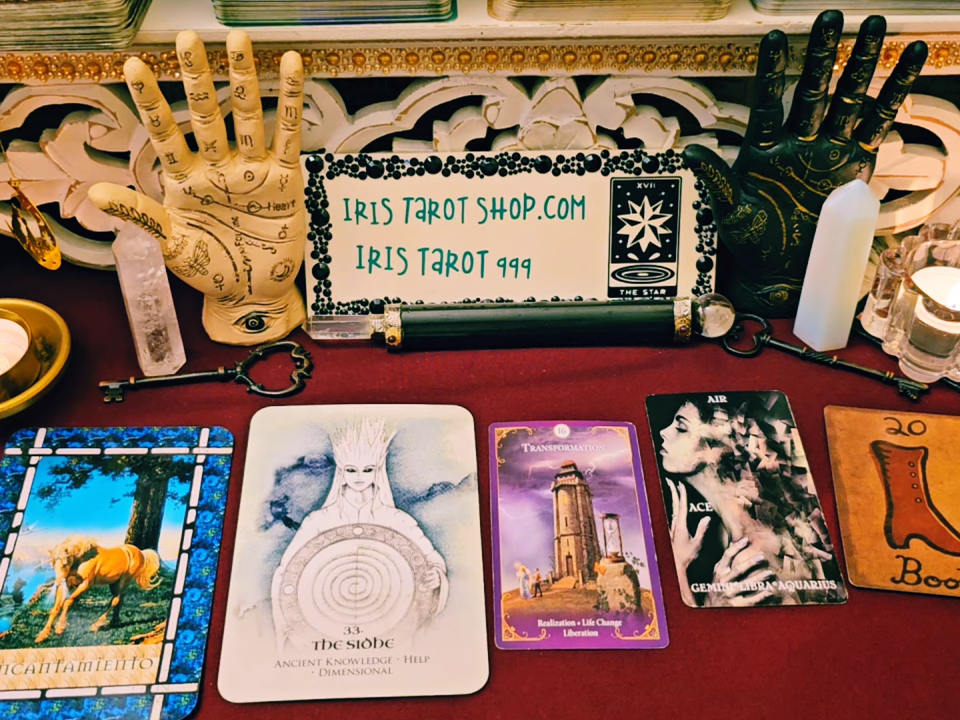 Heart
IRIS TAROT SHOP.COM
IRIS TAROT 999
XVII
THE STAR
NCANTAMIENTO
33.
THE SIDHE
ANCIENT KNOWLEDGE · HELP
· DIMENSIONAL
16
TRANSFORMATION
Realization • Life Change
Liberation
AIR
ACE
GEMINI*LIBRA*AQUARIUS
20
Boo